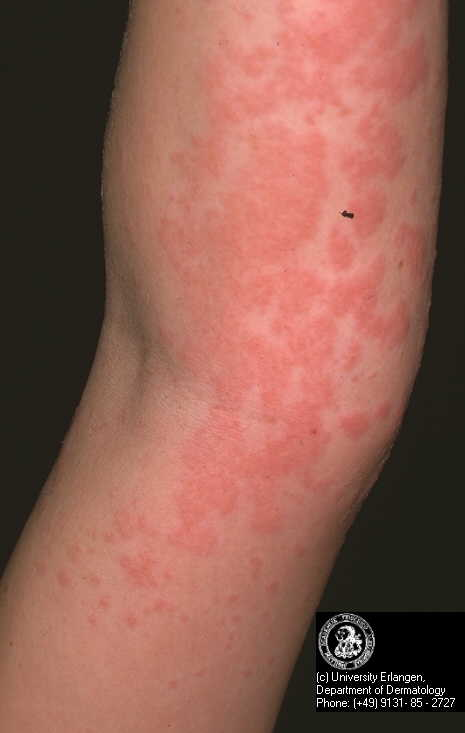 (c) University Erlangen,
Department of Dermatology
Phone: (+49) 9131- 85 - 2727